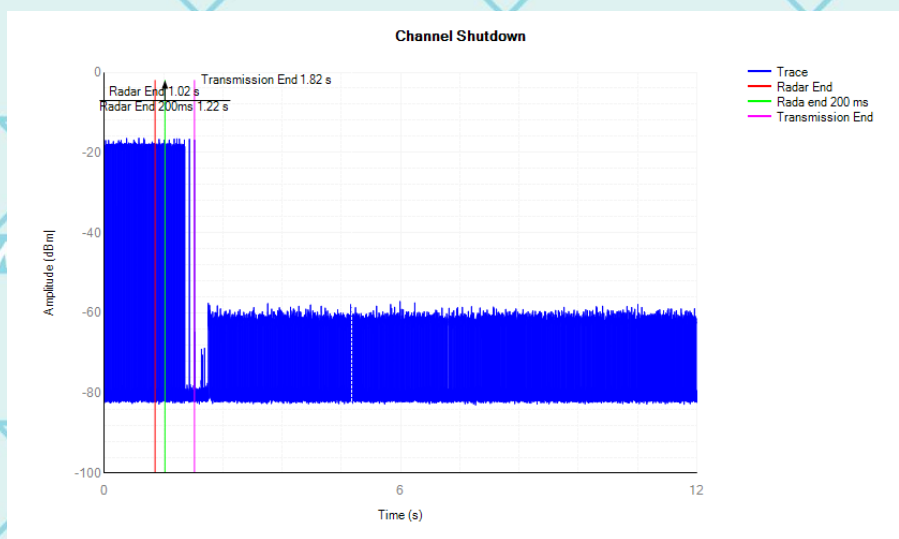 Channel Shutdown
Transmission End 1.82 s
Radar End 1.02 s
Radar End 200ms 1.22 s
Trace
Radar End
Rada end 200 ms
Transmission End
Amplitude [dBm]
0
-20
-40
-60
-80
-100
0
6
12
Time (s)